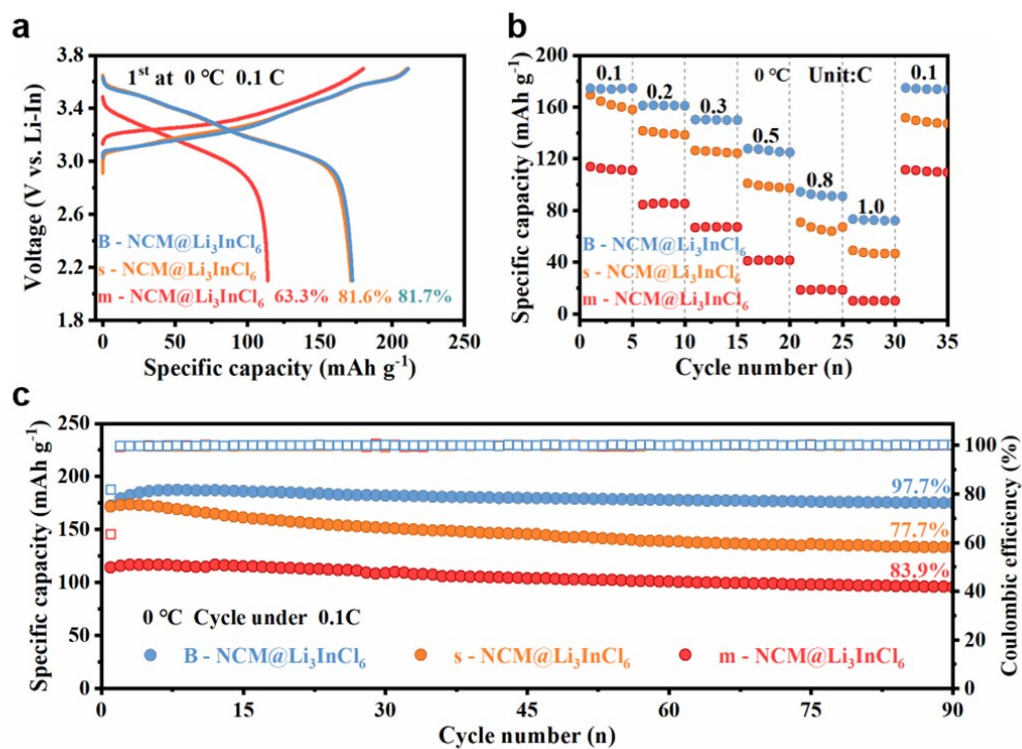 a
1st at 0 °C 0.1 C
Voltage (V vs. Li-In)
3.8
3.4
3.0
2.6
2.2
1.8
B - NCM@Li3InCl6
s - NCM@Li3InCl6
m - NCM@Li3InCl6 63.3% 81.6% 81.7%
0 50 100 150 200 250
Specific capacity (mAh g-1)
b
Specific capacity (mAh g-1)
200
160
120
80
40
0
0.1
0.2
0.3
0 °C Unit:C
0.5
0.8
1.0
0.1
B - NCM@Li3InCl6
s - NCM@Li3InCl6
m - NCM@Li3InCl6
0 5 10 15 20 25 30 35
Cycle number (n)
c
Specific capacity (mAh g-1)
250
200
150
100
50
0
97.7%
77.7%
83.9%
0 °C Cycle under 0.1C
B - NCM@Li3InCl6 s - NCM@Li3InCl6 m - NCM@Li3InCl6
100
80
60
40
20
0
Coulombic efficiency (%)
0 15 30 45 60 75 90
Cycle number (n)